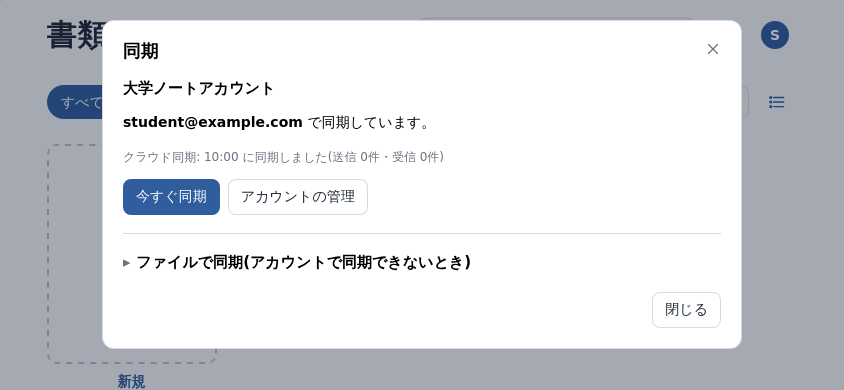 書類
S
すべて
同期
大学ノートアカウント
student@example.com で同期しています。
クラウド同期: 10:00 に同期しました(送信 0件・受信 0件)
今すぐ同期
アカウントの管理
▸ ファイルで同期(アカウントで同期できないとき)
閉じる
新規